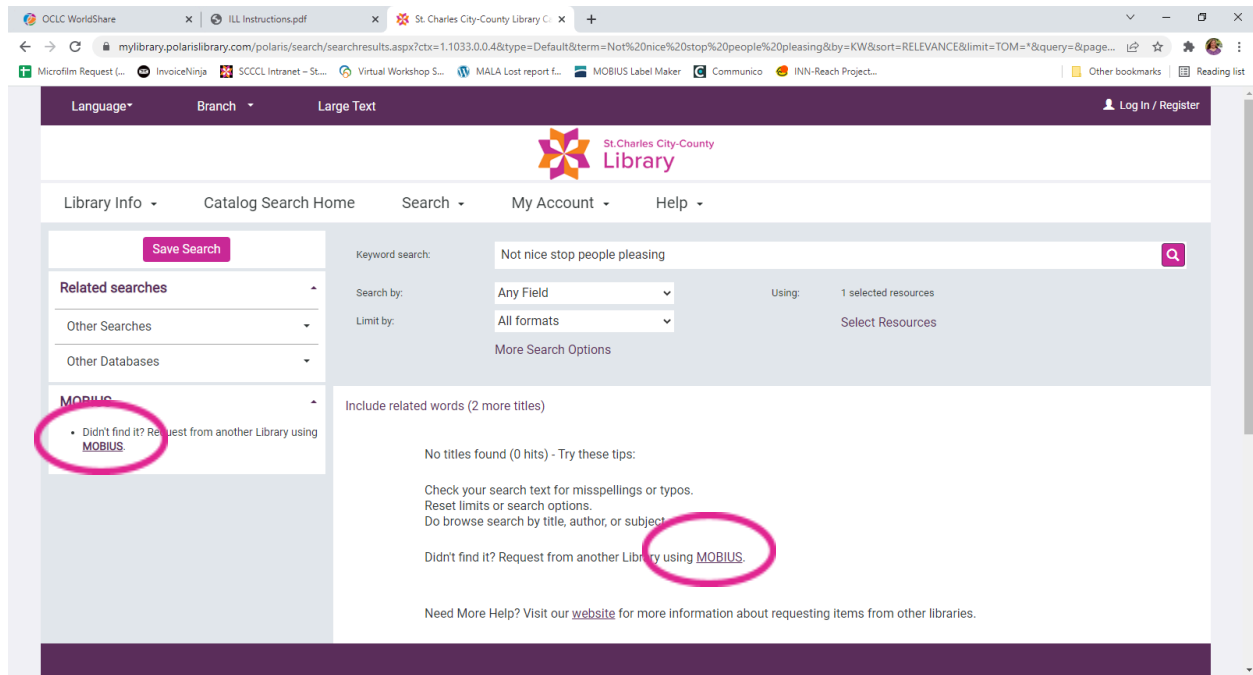 OCLC WorldShare
ILL Instructions.pdf
St. Charles City-County Library C
mylibrary.polarislibrary.com/polaris/search/searchresults.aspx?ctx=1.1033.0.0.4&type=Default&term=Not%20nice%20stop%20people%20pleasing&by=KW&sort=RELEVANCE&limit=TOM=*&query=&page...
Microfilm Request (...
InvoiceNinja
SCCCL Intranet – St....
Virtual Workshop S...
MALA Lost report f...
MOBIUS Label Maker
Communico
INN-Reach Project...
Other bookmarks
Reading list
Language
Branch
Large Text
Log In / Register
St.Charles City-County
Library
Library Info
Catalog Search Home
Search
My Account
Help
Save Search
Related searches
Other Searches
Other Databases
MOBIUS
• Didn't find it? Request from another Library using
MOBIUS.
Keyword search:
Not nice stop people pleasing
Search by:
Any Field
Using:
1 selected resources
Limit by:
All formats
Select Resources
More Search Options
Include related words (2 more titles)
No titles found (0 hits) - Try these tips:
Check your search text for misspellings or typos.
Reset limits or search options.
Do browse search by title, author, or subject
Didn't find it? Request from another Library using MOBIUS.
Need More Help? Visit our website for more information about requesting items from other libraries.